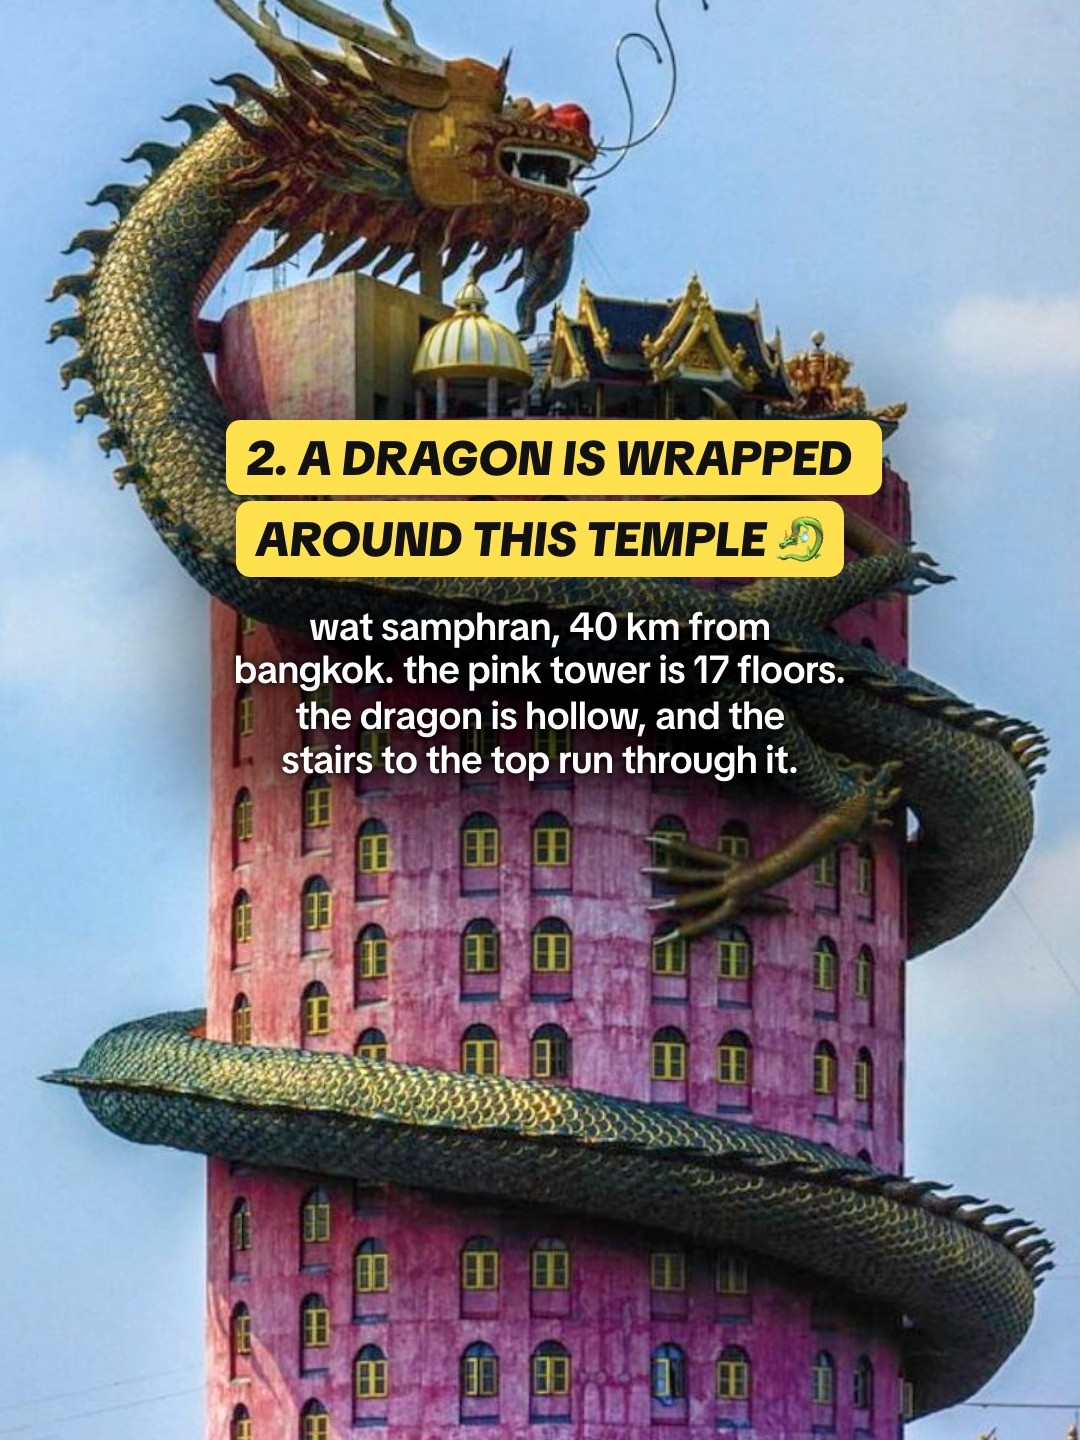 2. A DRAGON IS WRAPPED
AROUND THIS TEMPLE 🐉
wat samphran, 40 km from
bangkok. the pink tower is 17 floors.
the dragon is hollow, and the
stairs to the top run through it.